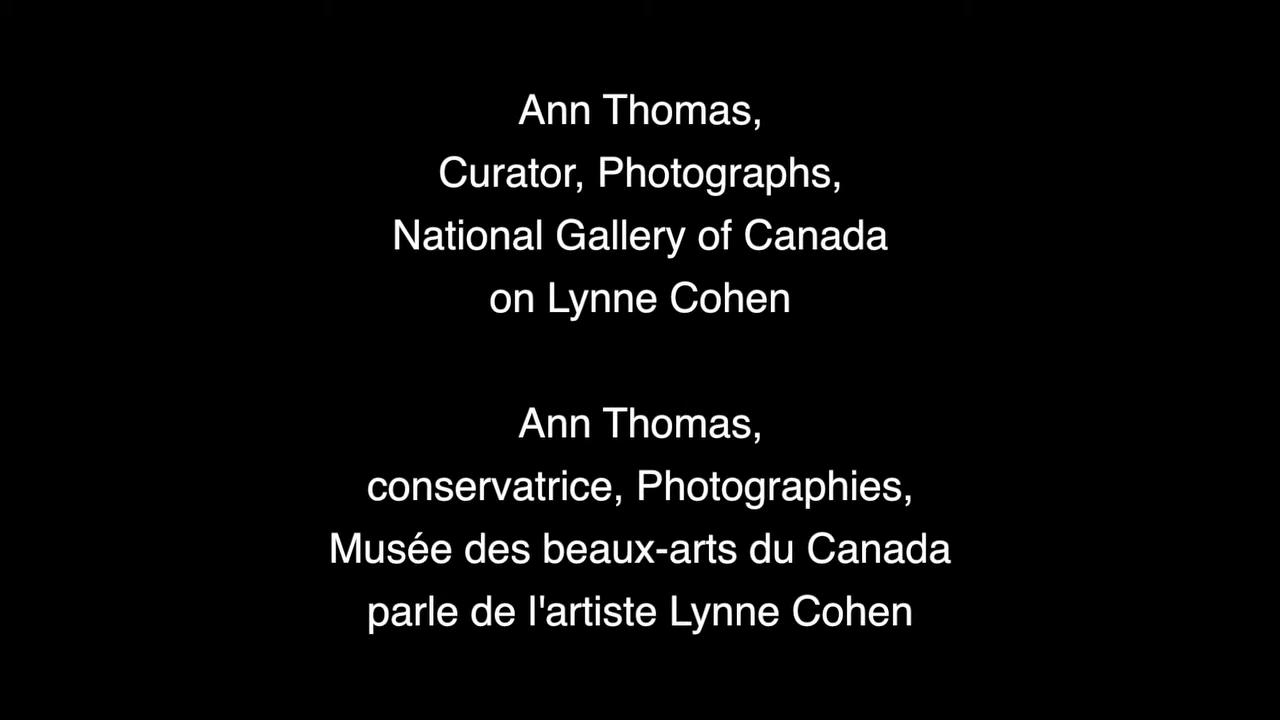 Ann Thomas,
Curator, Photographs,
National Gallery of Canada
on Lynne Cohen
Ann Thomas,
conservatrice, Photographies,
Musée des beaux-arts du Canada
parle de l'artiste Lynne Cohen